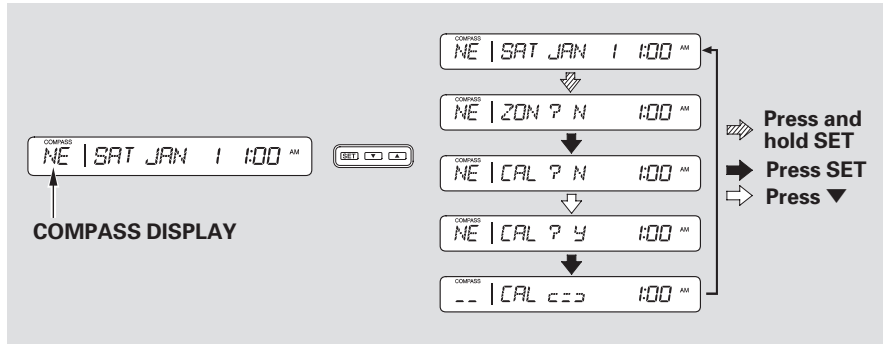 COMPASS
NE SAT JAN 1 1:00 AM
SET ▼ ▲
COMPASS DISPLAY
COMPASS
NE SAT JAN 1 1:00 AM
COMPASS
NE ZON ? N 1:00 AM
COMPASS
NE CAL ? N 1:00 AM
COMPASS
NE CAL ? Y 1:00 AM
COMPASS
-- CAL 1:00 AM
Press and
hold SET
Press SET
Press ▼